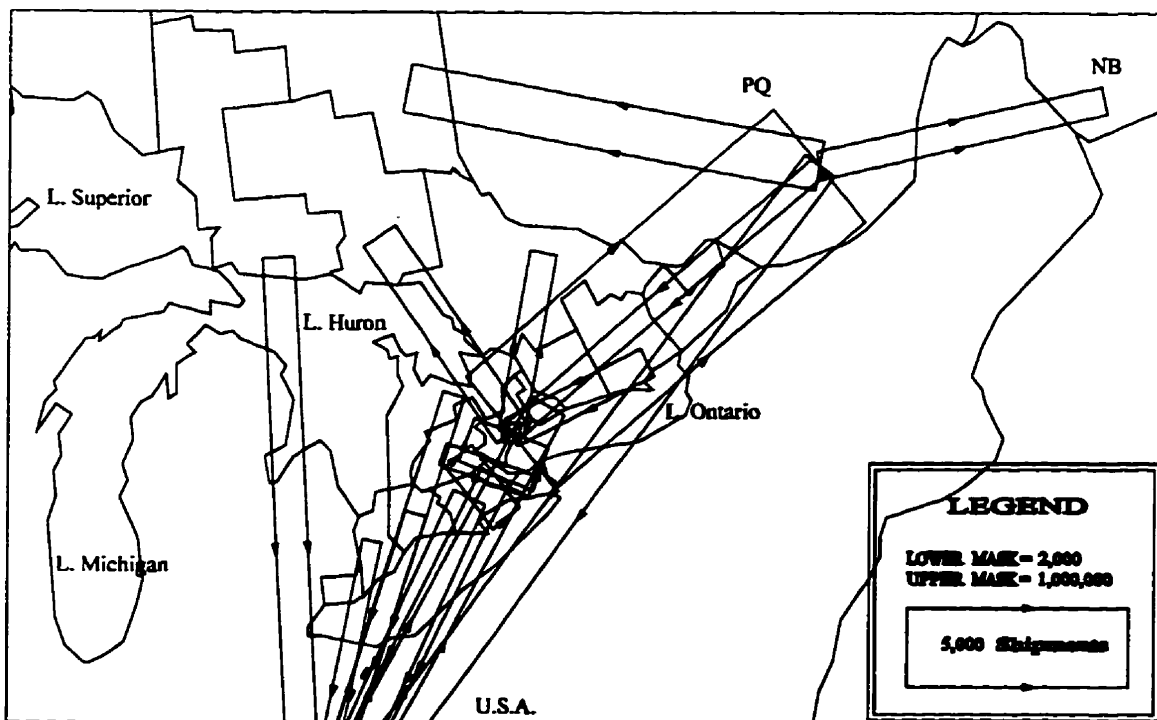 NB
PQ
L. Superior
L. Huron
L. Ontario
L. Michigan
U.S.A.
LEGEND
LOWER MASK = 2,000
UPPER MASK = 1,000,000
5,000 Shipments